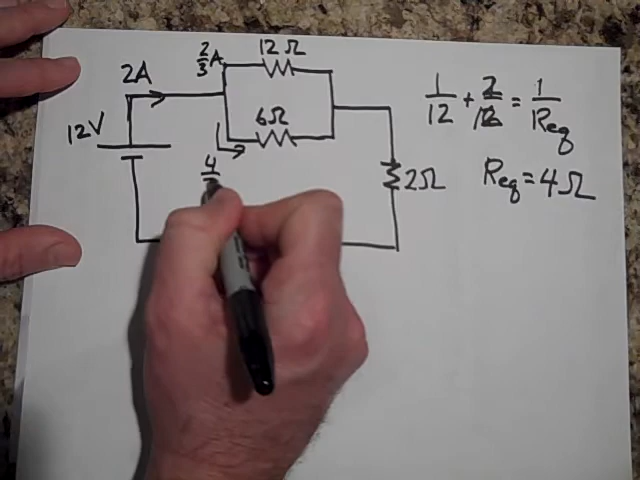 2A
2/3 A
12 Ω
12V
6Ω
4/
2Ω
1/12 + 2/12 = 1/Req
Req = 4Ω